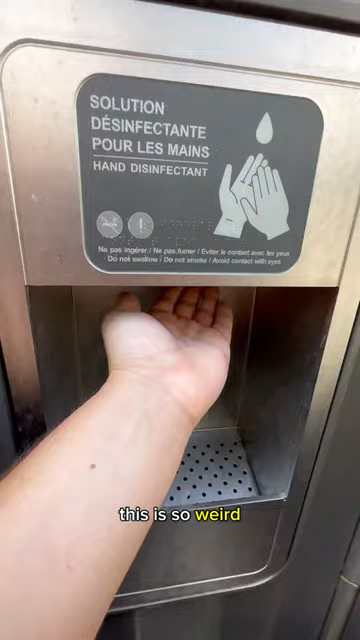 SOLUTION
DÉSINFECTANTE
POUR LES MAINS
HAND DISINFECTANT
Ne pas ingérer / Ne pas fumer / Éviter le contact avec les yeux
Do not swallow / Do not smoke / Avoid contact with eyes
this is so weird